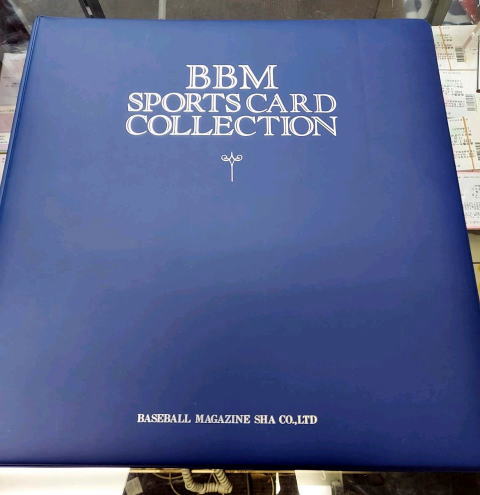 BBM
SPORTS CARD
COLLECTION
BASEBALL MAGAZINE SHA CO.,LTD